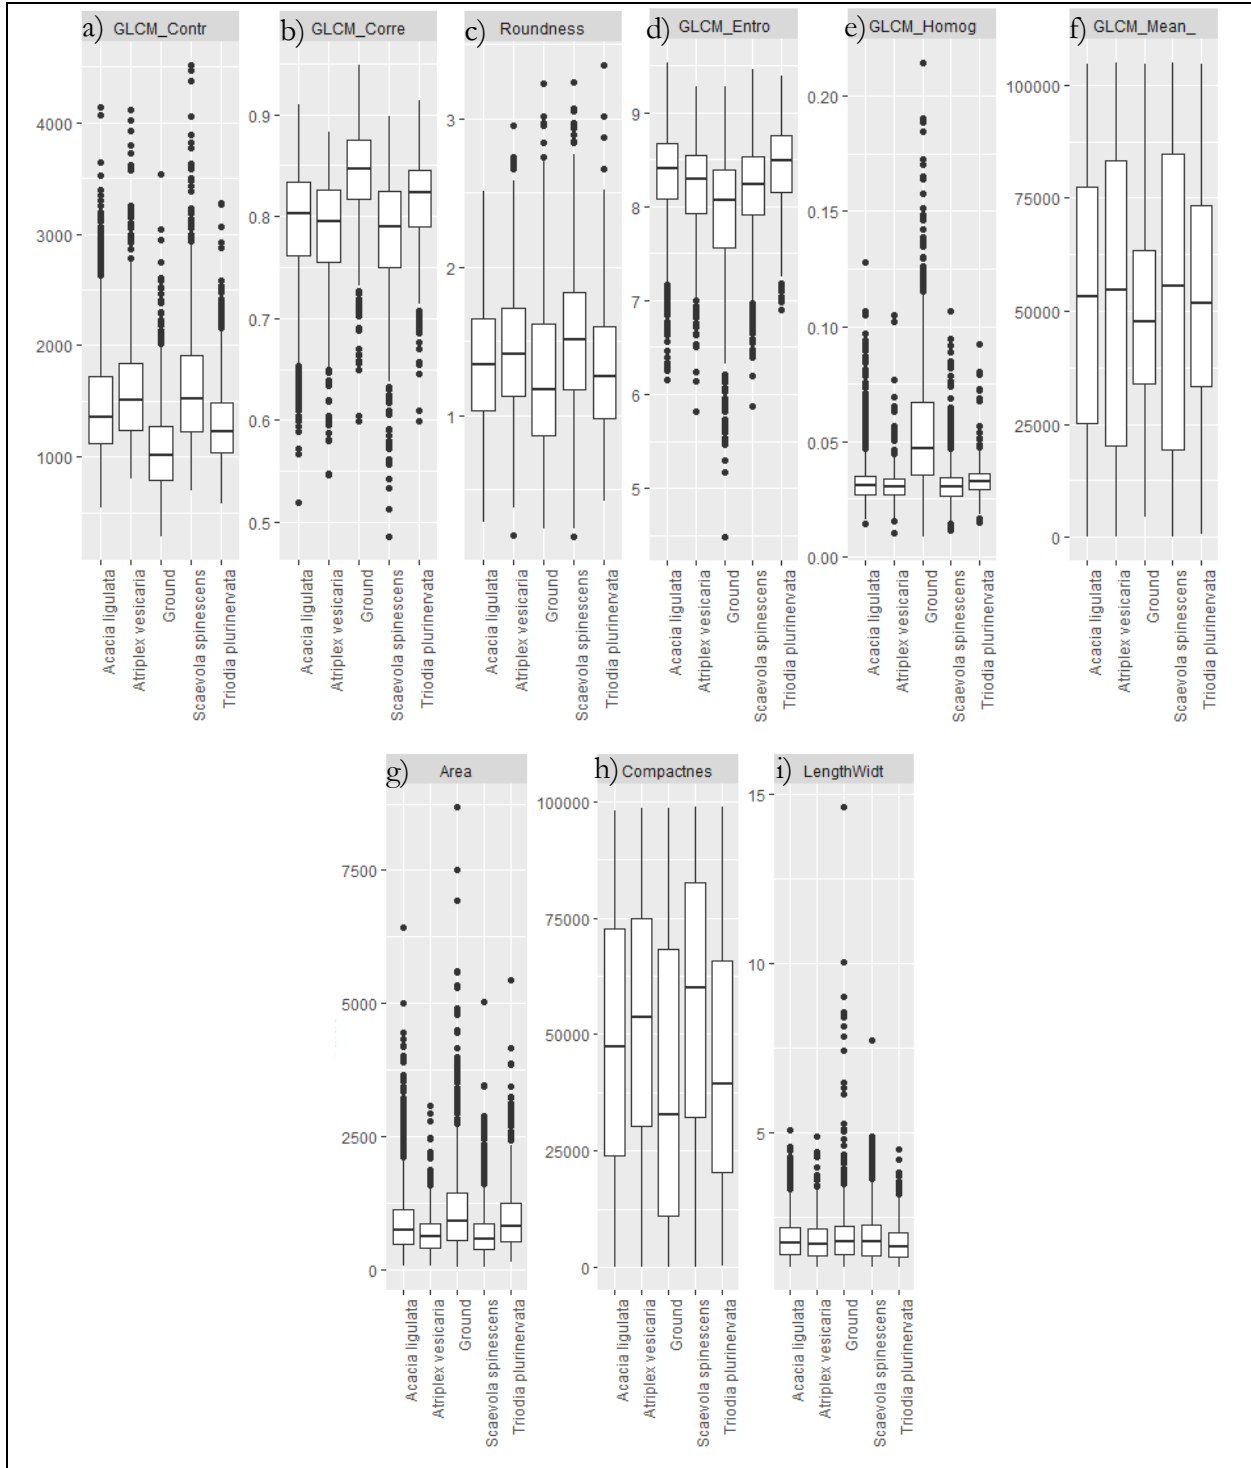 a) GLCM_Contr
b) GLCM_Corre
c) Roundness
d) GLCM_Entro
e) GLCM_Homog
f) GLCM_Mean_
4000
3000
2000
1000
0.9
0.8
0.7
0.6
0.5
3
2
1
9
8
7
6
5
0.20
0.15
0.10
0.05
0.00
100000
75000
50000
25000
0
Acacia ligulata
Atriplex vesicaria
Ground
Scaevola spinescens
Triodia plurinervata
Acacia ligulata
Atriplex vesicaria
Ground
Scaevola spinescens
Triodia plurinervata
Acacia ligulata
Atriplex vesicaria
Ground
Scaevola spinescens
Triodia plurinervata
Acacia ligulata
Atriplex vesicaria
Ground
Scaevola spinescens
Triodia plurinervata
Acacia ligulata
Atriplex vesicaria
Ground
Scaevola spinescens
Triodia plurinervata
Acacia ligulata
Atriplex vesicaria
Ground
Scaevola spinescens
Triodia plurinervata
g) Area
h) Compactnes
i) LengthWidt
7500
5000
2500
0
100000
75000
50000
25000
0
15
10
5
Acacia ligulata
Atriplex vesicaria
Ground
Scaevola spinescens
Triodia plurinervata
Acacia ligulata
Atriplex vesicaria
Ground
Scaevola spinescens
Triodia plurinervata
Acacia ligulata
Atriplex vesicaria
Ground
Scaevola spinescens
Triodia plurinervata